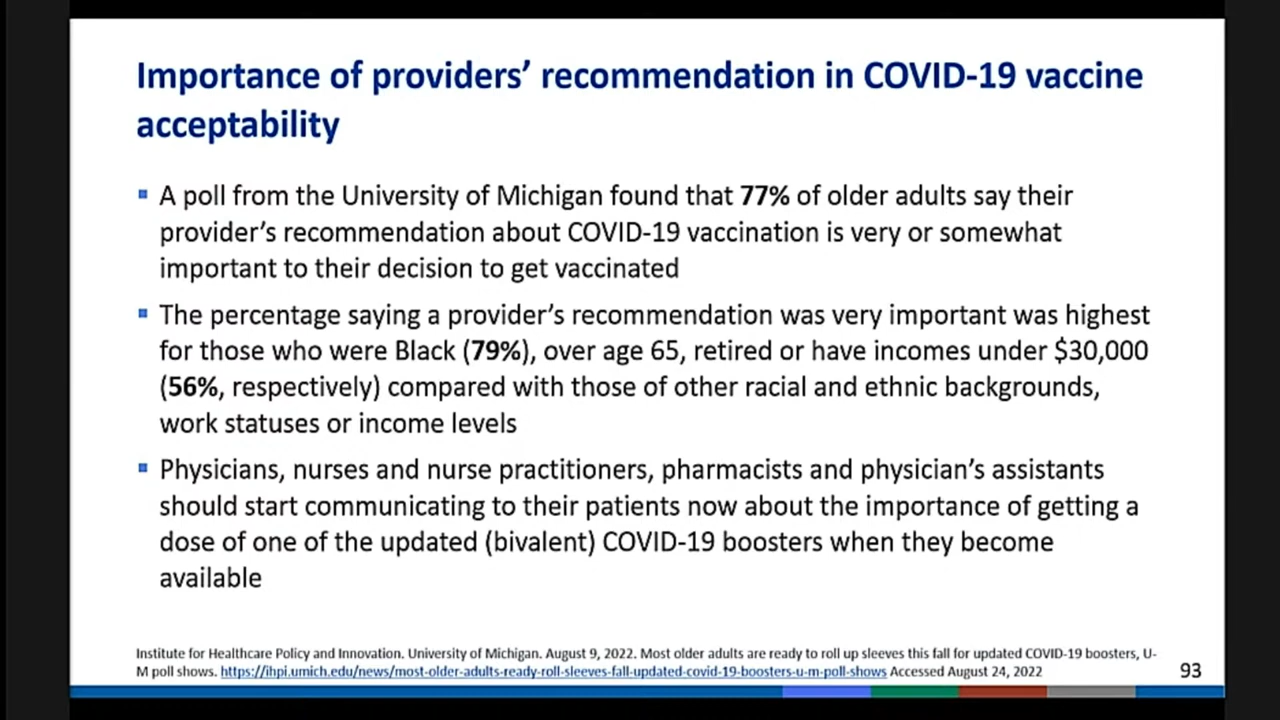 Importance of providers’ recommendation in COVID-19 vaccine
acceptability
▪ A poll from the University of Michigan found that 77% of older adults say their
provider’s recommendation about COVID-19 vaccination is very or somewhat
important to their decision to get vaccinated
▪ The percentage saying a provider’s recommendation was very important was highest
for those who were Black (79%), over age 65, retired or have incomes under $30,000
(56%, respectively) compared with those of other racial and ethnic backgrounds,
work statuses or income levels
▪ Physicians, nurses and nurse practitioners, pharmacists and physician’s assistants
should start communicating to their patients now about the importance of getting a
dose of one of the updated (bivalent) COVID-19 boosters when they become
available
Institute for Healthcare Policy and Innovation. University of Michigan. August 9, 2022. Most older adults are ready to roll up sleeves this fall for updated COVID-19 boosters, U-
M poll shows. https://ihpi.umich.edu/news/most-older-adults-ready-roll-sleeves-fall-updated-covid-19-boosters-u-m-poll-shows Accessed August 24, 2022
93